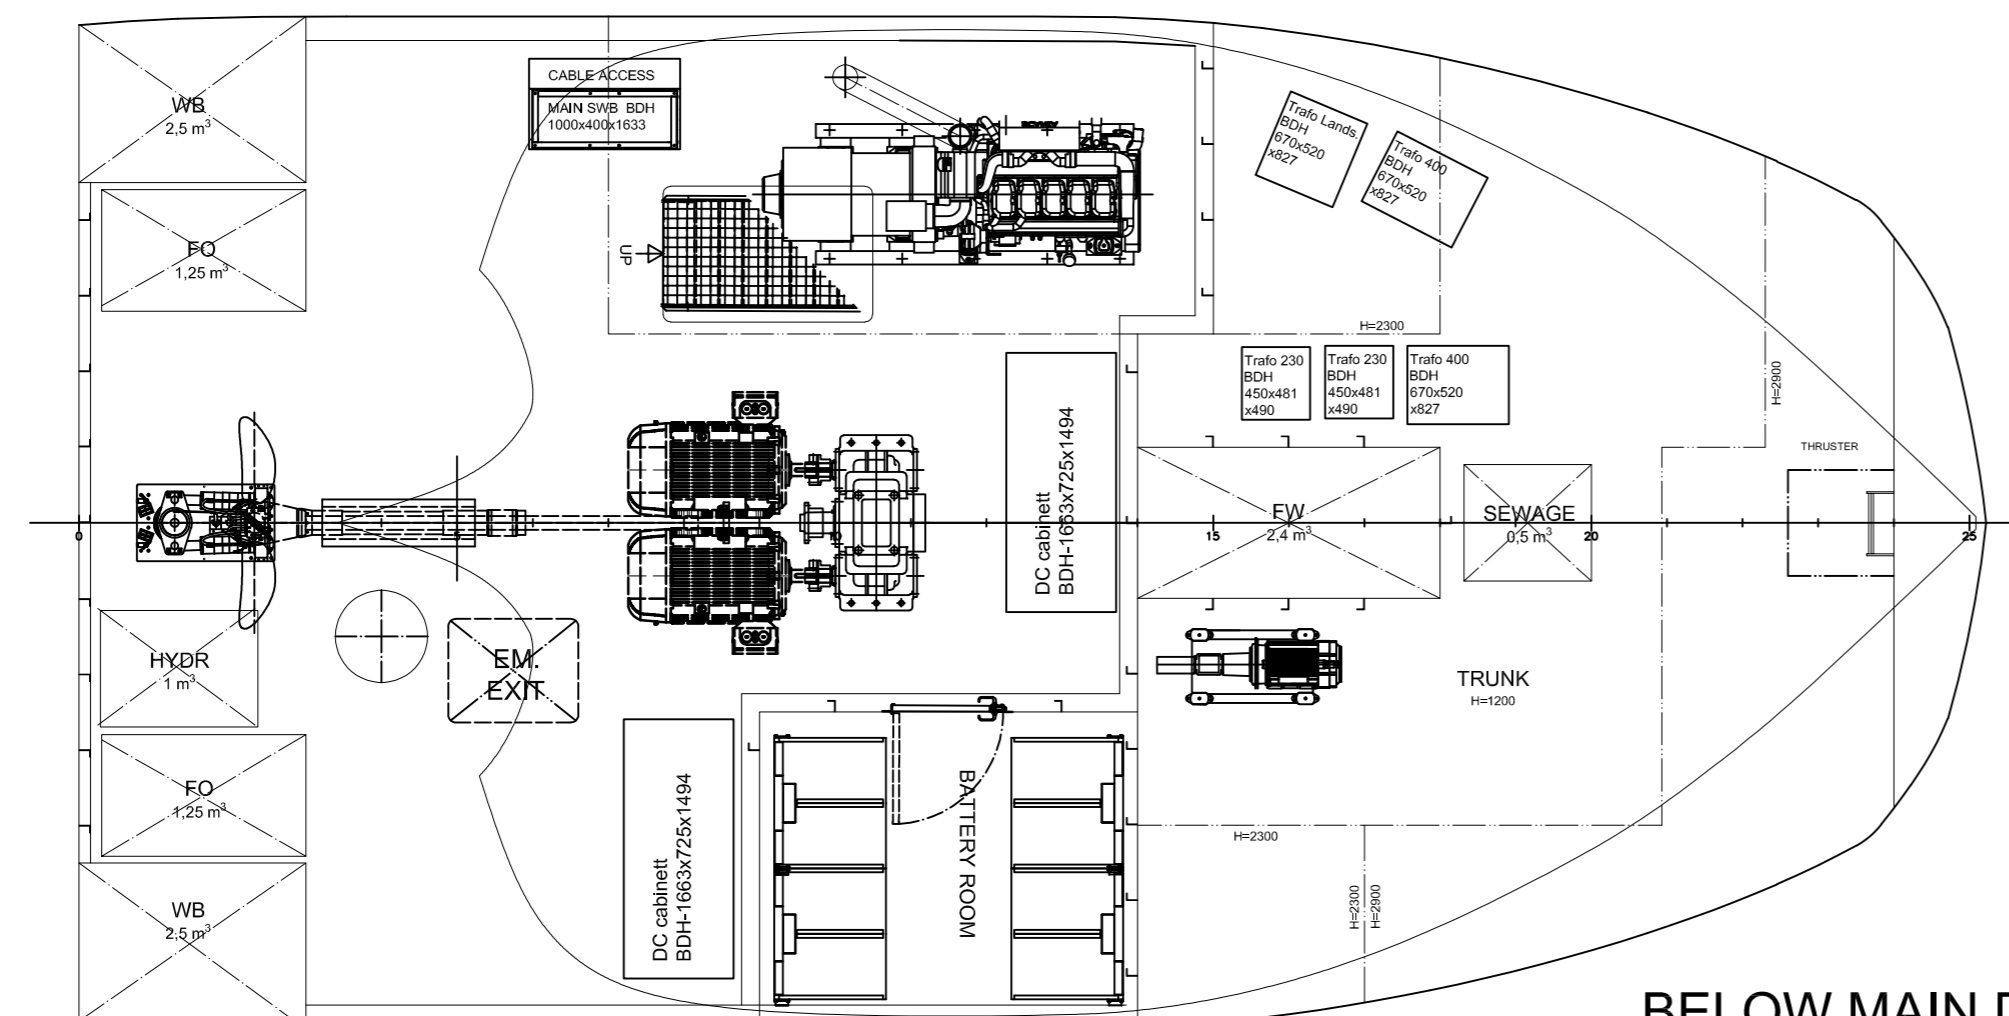 CABLE ACCESS
MAIN SWB BDH
1000x400x1633
WB
2,5 m³
FO
1,25 m³
UP
Trafo Lands.
BDH
670x520
x827
Trafo 400
BDH
670x520
x827
H=2300
Trafo 230
BDH
450x481
x490
Trafo 230
BDH
450x481
x490
Trafo 400
BDH
670x520
x827
H=2900
THRUSTER
DC cabinett
BDH-1663x725x1494
FW
2,4 m³
SEWAGE
0,5 m³
0
5
15
20
25
HYDR
1 m³
EM.
EXIT
TRUNK
H=1200
FO
1,25 m³
DC cabinett
BDH-1663x725x1494
BATTERY ROOM
H=2300
H=2300
H=2900
WB
2,5 m³
BELOW MAIN